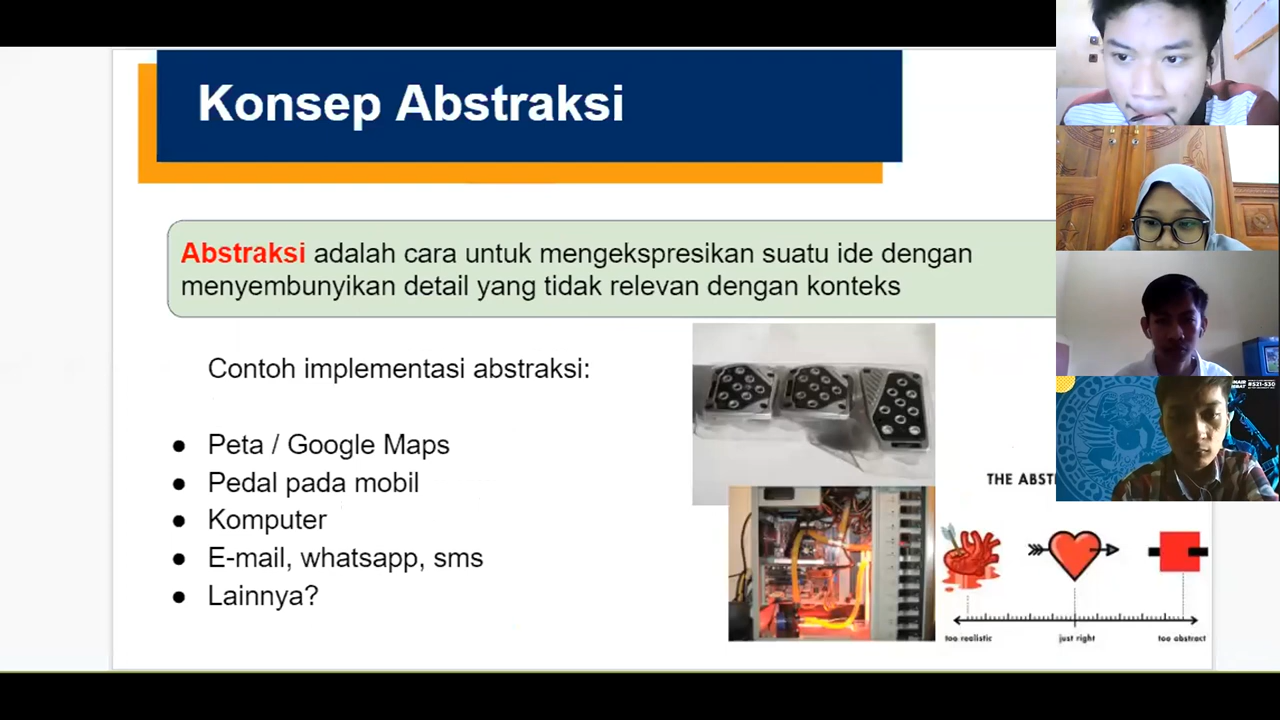 Konsep Abstraksi
Abstraksi adalah cara untuk mengekspresikan suatu ide dengan
menyembunyikan detail yang tidak relevan dengan konteks
Contoh implementasi abstraksi:
● Peta / Google Maps
● Pedal pada mobil
● Komputer
● E-mail, whatsapp, sms
● Lainnya?
THE ABST
too realistic
just right
too abstract
#521-530